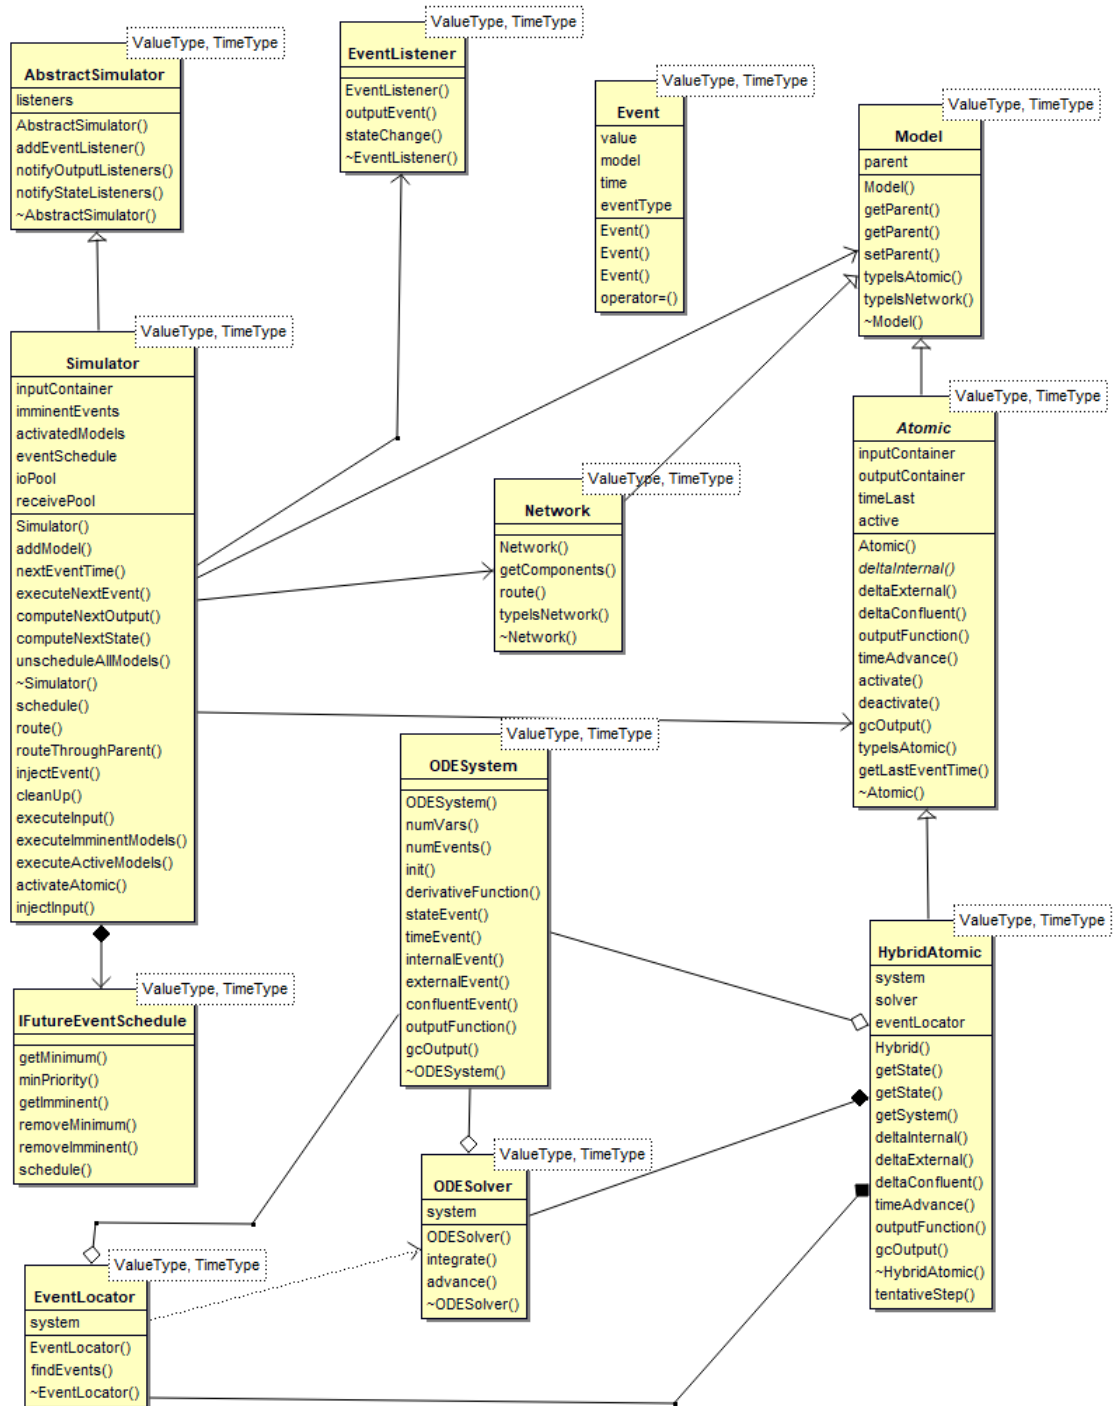 ValueType, TimeType
AbstractSimulator
listeners
AbstractSimulator()
addEventListener()
notifyOutputListeners()
notifyStateListeners()
~AbstractSimulator()
ValueType, TimeType
EventListener
EventListener()
outputEvent()
stateChange()
~EventListener()
ValueType, TimeType
Event
value
model
time
eventType
Event()
Event()
Event()
operator=()
ValueType, TimeType
Model
parent
Model()
getParent()
getParent()
setParent()
typeIsAtomic()
typeIsNetwork()
~Model()
ValueType, TimeType
Simulator
inputContainer
imminentEvents
activatedModels
eventSchedule
ioPool
receivePool
Simulator()
addModel()
nextEventTime()
executeNextEvent()
computeNextOutput()
computeNextState()
unscheduleAllModels()
~Simulator()
schedule()
route()
routeThroughParent()
injectEvent()
cleanUp()
executeInput()
executeImminentModels()
executeActiveModels()
activateAtomic()
injectInput()
ValueType, TimeType
Network
Network()
getComponents()
route()
typeIsNetwork()
~Network()
ValueType, TimeType
Atomic
inputContainer
outputContainer
timeLast
active
Atomic()
deltaInternal()
deltaExternal()
deltaConfluent()
outputFunction()
timeAdvance()
activate()
deactivate()
gcOutput()
typeIsAtomic()
getLastEventTime()
~Atomic()
ValueType, TimeType
ODESystem
ODESystem()
numVars()
numEvents()
init()
derivativeFunction()
stateEvent()
timeEvent()
internalEvent()
externalEvent()
confluentEvent()
outputFunction()
gcOutput()
~ODESystem()
ValueType, TimeType
HybridAtomic
system
solver
eventLocator
Hybrid()
getState()
getState()
getSystem()
deltaInternal()
deltaExternal()
deltaConfluent()
timeAdvance()
outputFunction()
gcOutput()
~HybridAtomic()
tentativeStep()
ValueType, TimeType
IFutureEventSchedule
getMinimum()
minPriority()
getImminent()
removeMinimum()
removeImminent()
schedule()
ValueType, TimeType
ODESolver
system
ODESolver()
integrate()
advance()
~ODESolver()
ValueType, TimeType
EventLocator
system
EventLocator()
findEvents()
~EventLocator()